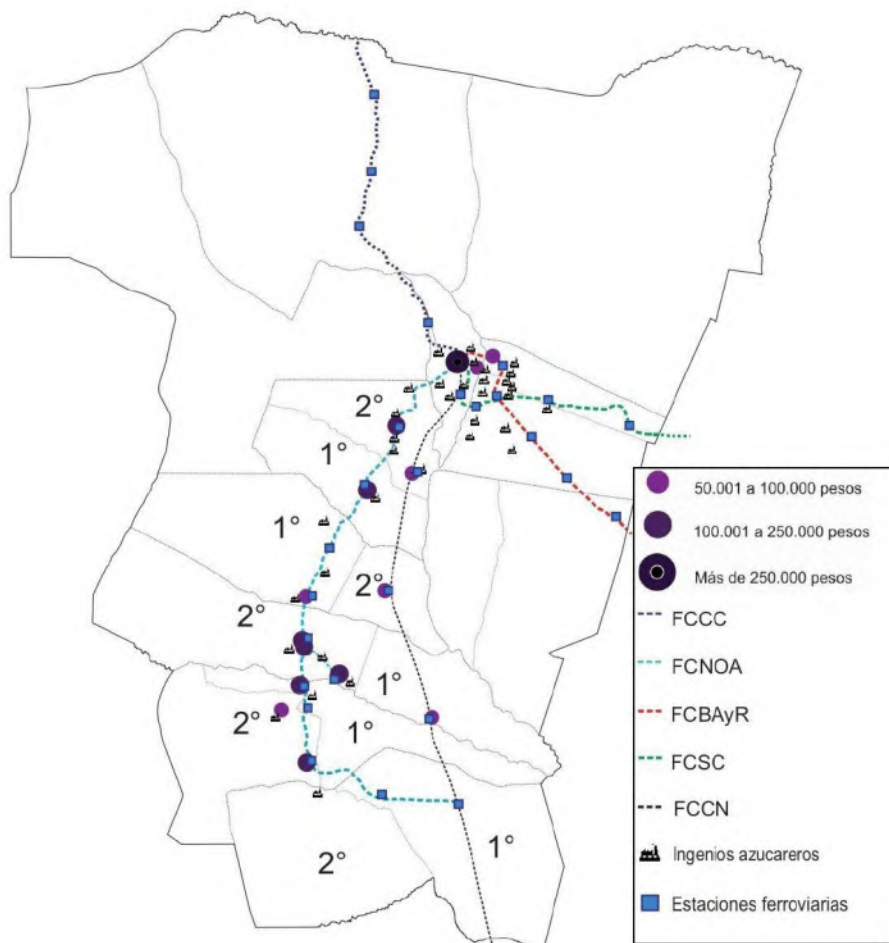 2°
1°
1°
2°
2°
1°
2°
1°
2°
1°
50.001 a 100.000 pesos
100.001 a 250.000 pesos
Más de 250.000 pesos
FCCC
FCNOA
FCBAyR
FCSC
FCCN
Ingenios azucareros
Estaciones ferroviarias